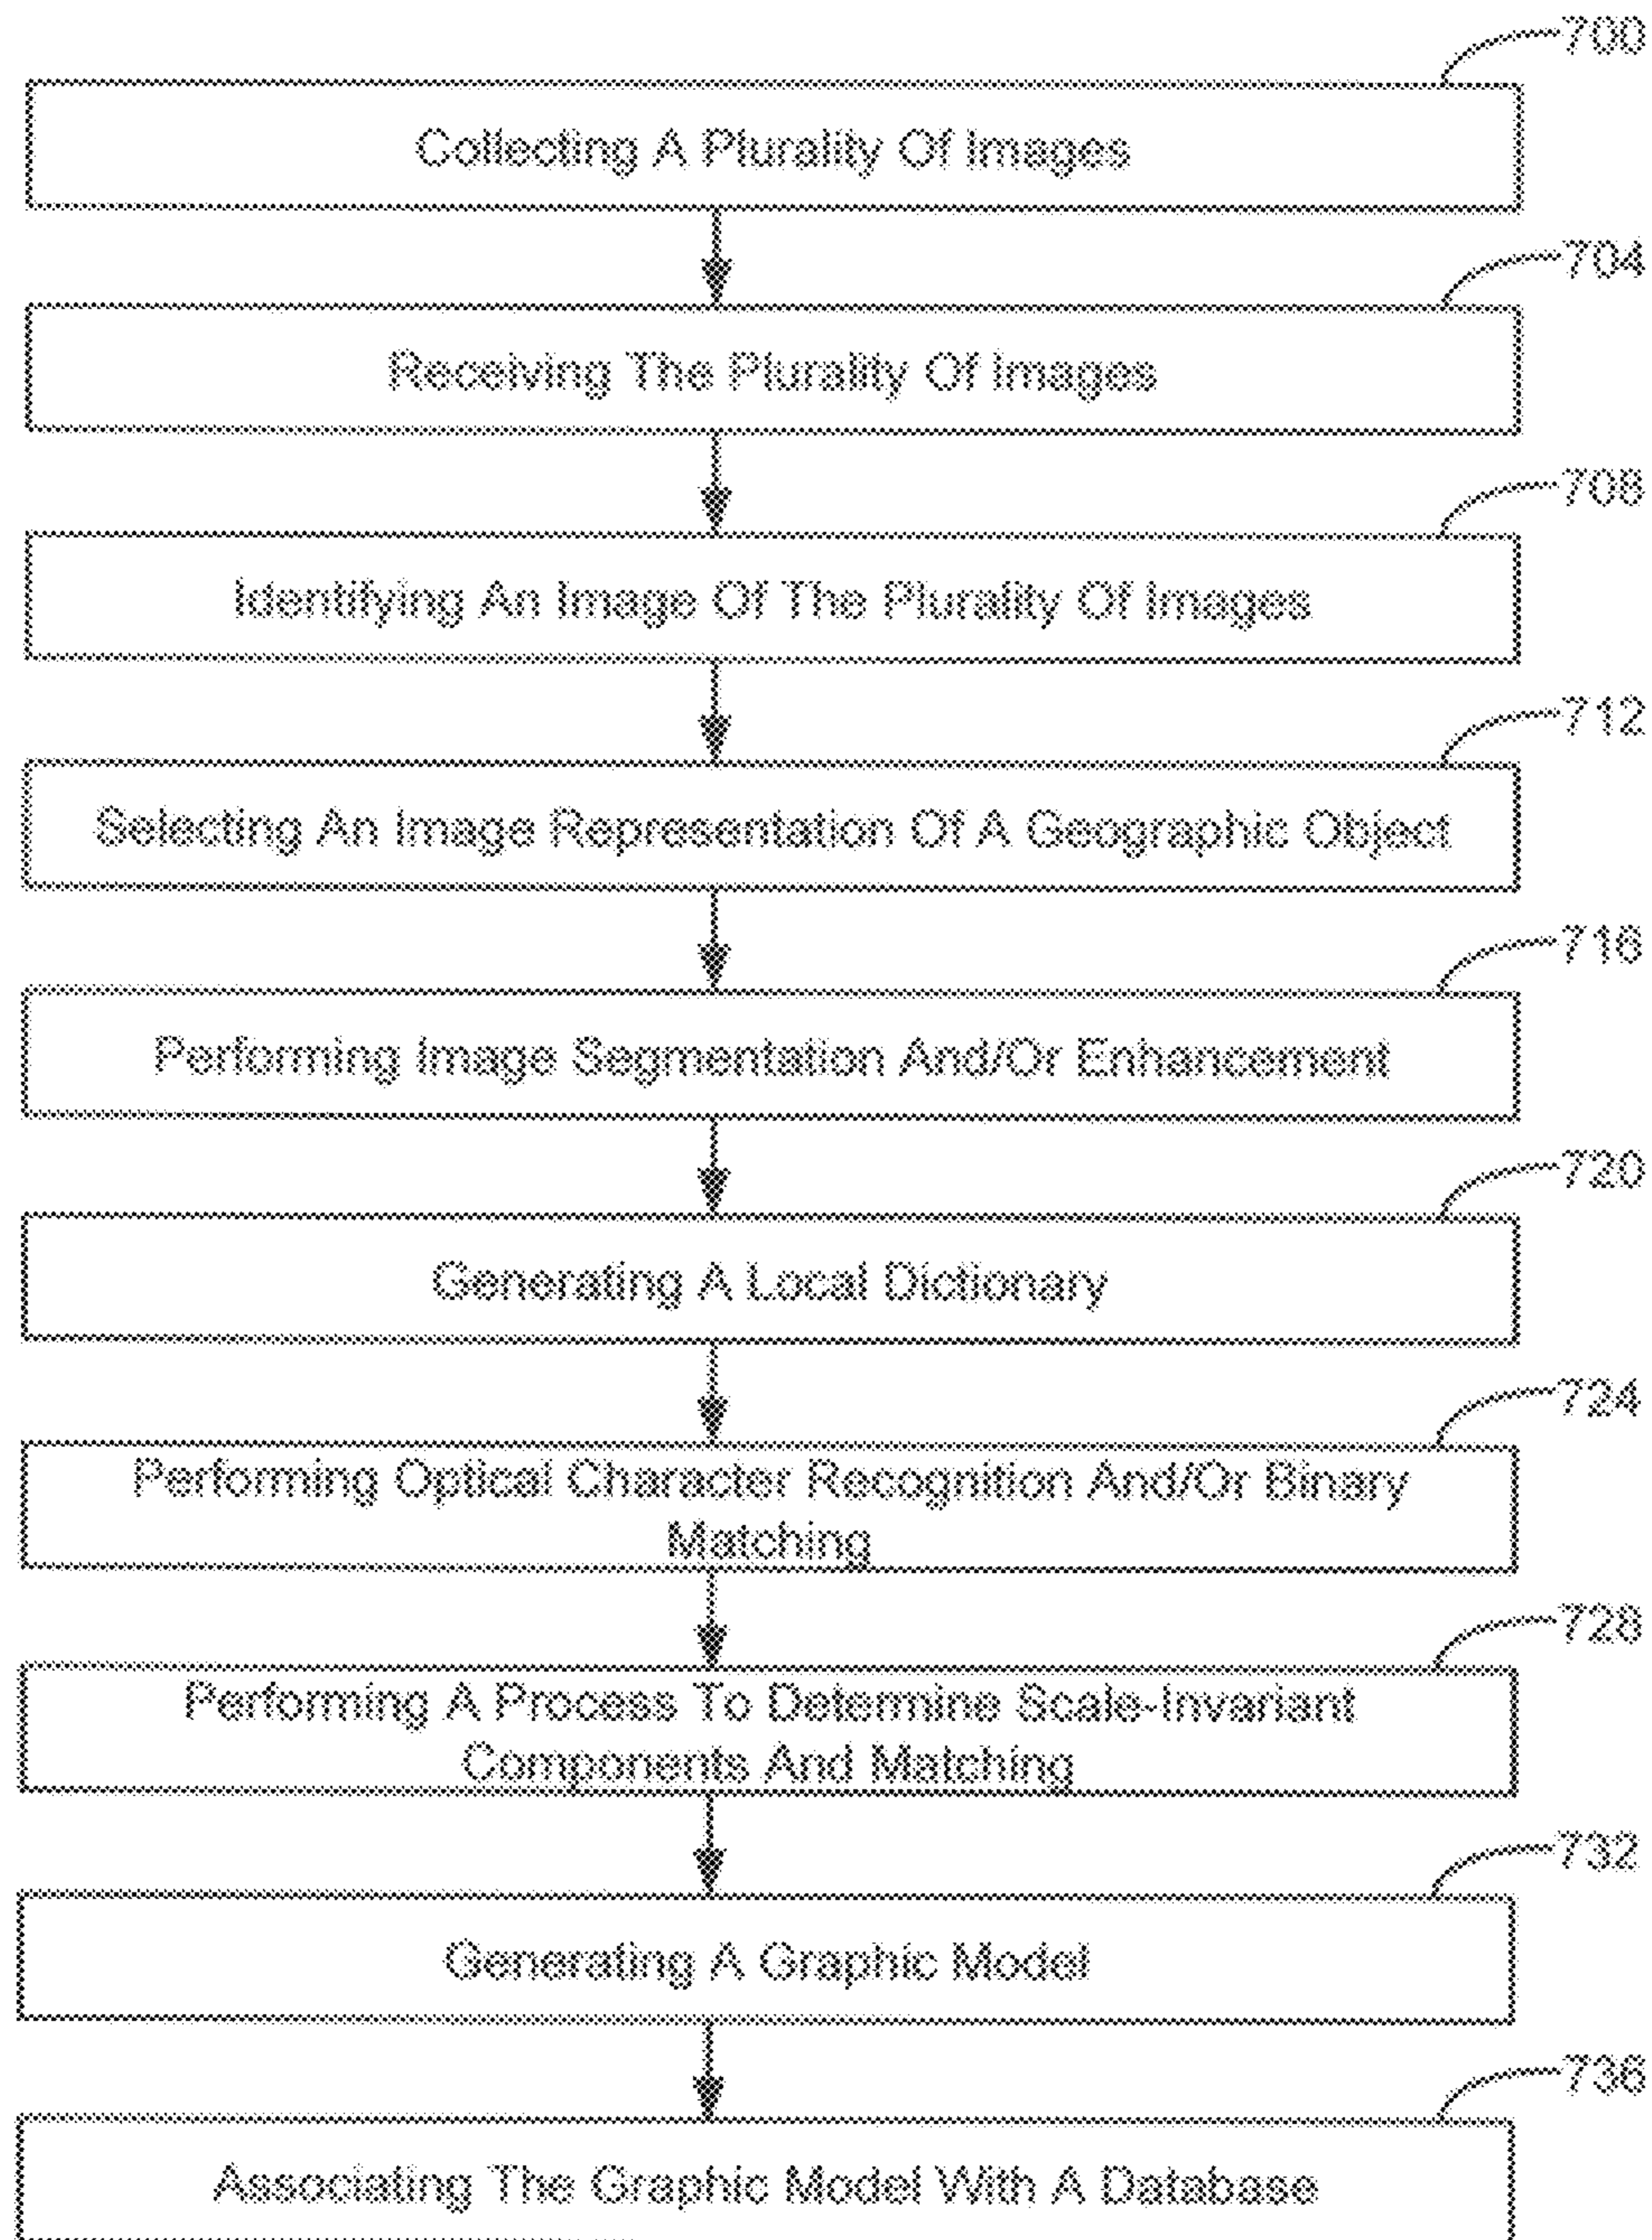 700
Collecting A Plurality Of Images
704
Receiving The Plurality Of Images
708
Identifying An Image Of The Plurality Of Images
712
Selecting An Image Representation Of A Geographic Object
716
Performing Image Segmentation And/Or Enhancement
720
Generating A Local Dictionary
724
Performing Optical Character Recognition And/Or Binary
Matching
728
Performing A Process To Determine Scale-Invariant
Components And Matching
732
Generating A Graphic Model
736
Associating The Graphic Model With A Database